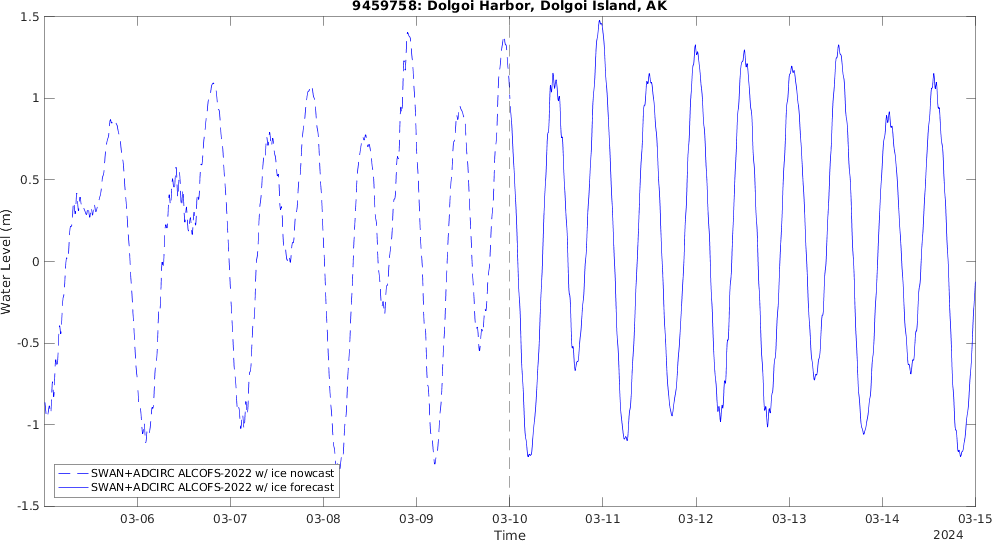 9459758: Dolgoi Harbor, Dolgoi Island, AK
1.5
1
0.5
0
-0.5
-1
-1.5
Water Level (m)
SWAN+ADCIRC ALCOFS-2022 w/ ice nowcast
SWAN+ADCIRC ALCOFS-2022 w/ ice forecast
03-06 03-07 03-08 03-09 03-10 03-11 03-12 03-13 03-14 03-15
Time
2024